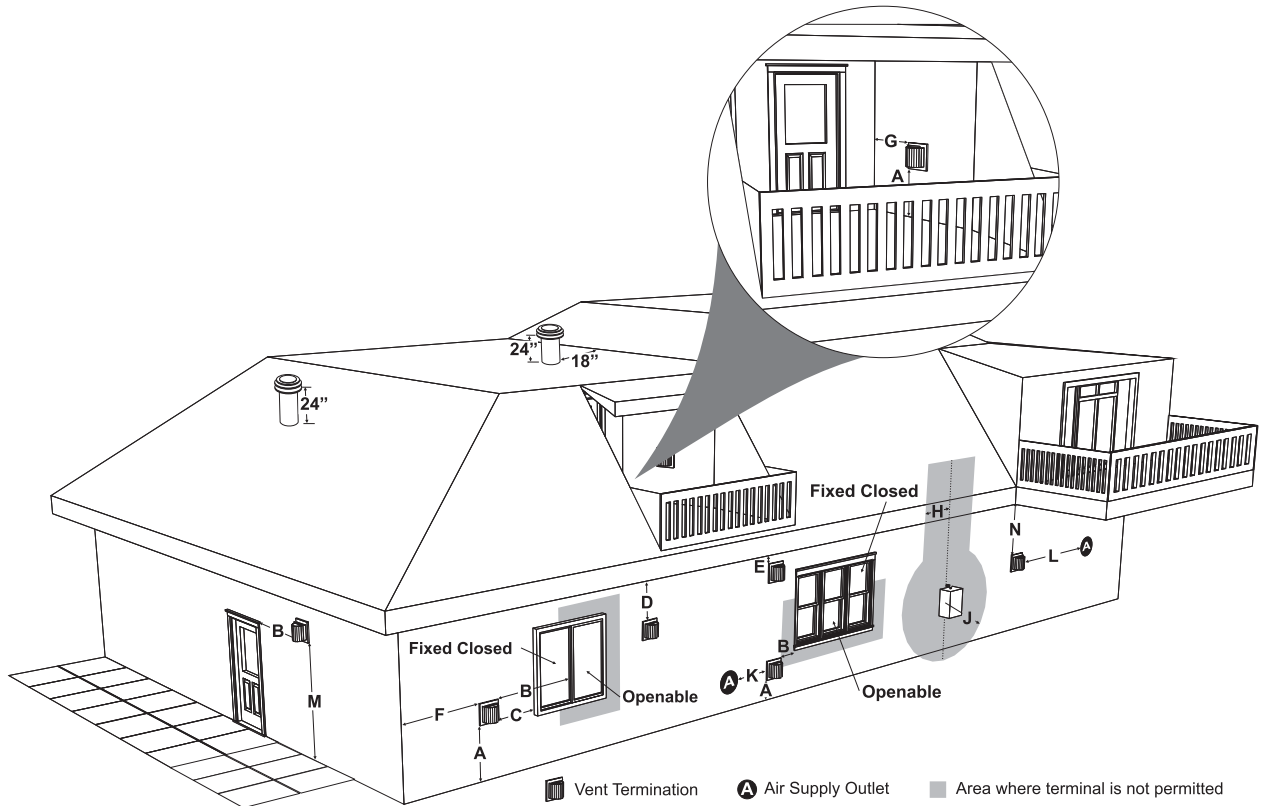 G
A
24”
18”
24”
Fixed Closed
H
N
L
A
E
D
B
J
Fixed Closed
B
K
A
A
Openable
B
Openable
M
F
C
A
Vent Termination
A Air Supply Outlet
Area where terminal is not permitted